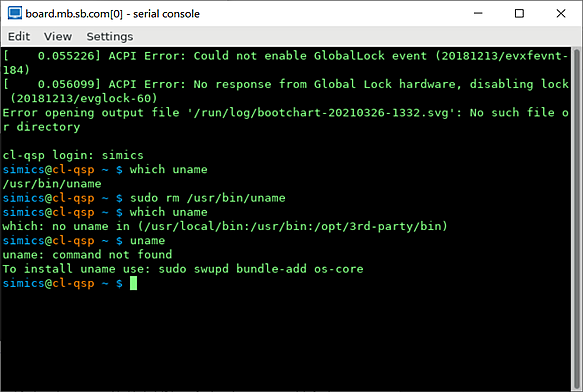 board.mb.sb.com[0] - serial console
Edit View Settings
[    0.055226] ACPI Error: Could not enable GlobalLock event (20181213/evxfevnt-
184)
[    0.056099] ACPI Error: No response from Global Lock hardware, disabling lock
 (20181213/evglock-60)
Error opening output file '/run/log/bootchart-20210326-1332.svg': No such file o
r directory
cl-qsp login: simics
simics@cl-qsp ~ $ which uname
/usr/bin/uname
simics@cl-qsp ~ $ sudo rm /usr/bin/uname
simics@cl-qsp ~ $ which uname
which: no uname in (/usr/local/bin:/usr/bin:/opt/3rd-party/bin)
simics@cl-qsp ~ $ uname
uname: command not found
To install uname use: sudo swupd bundle-add os-core
simics@cl-qsp ~ $